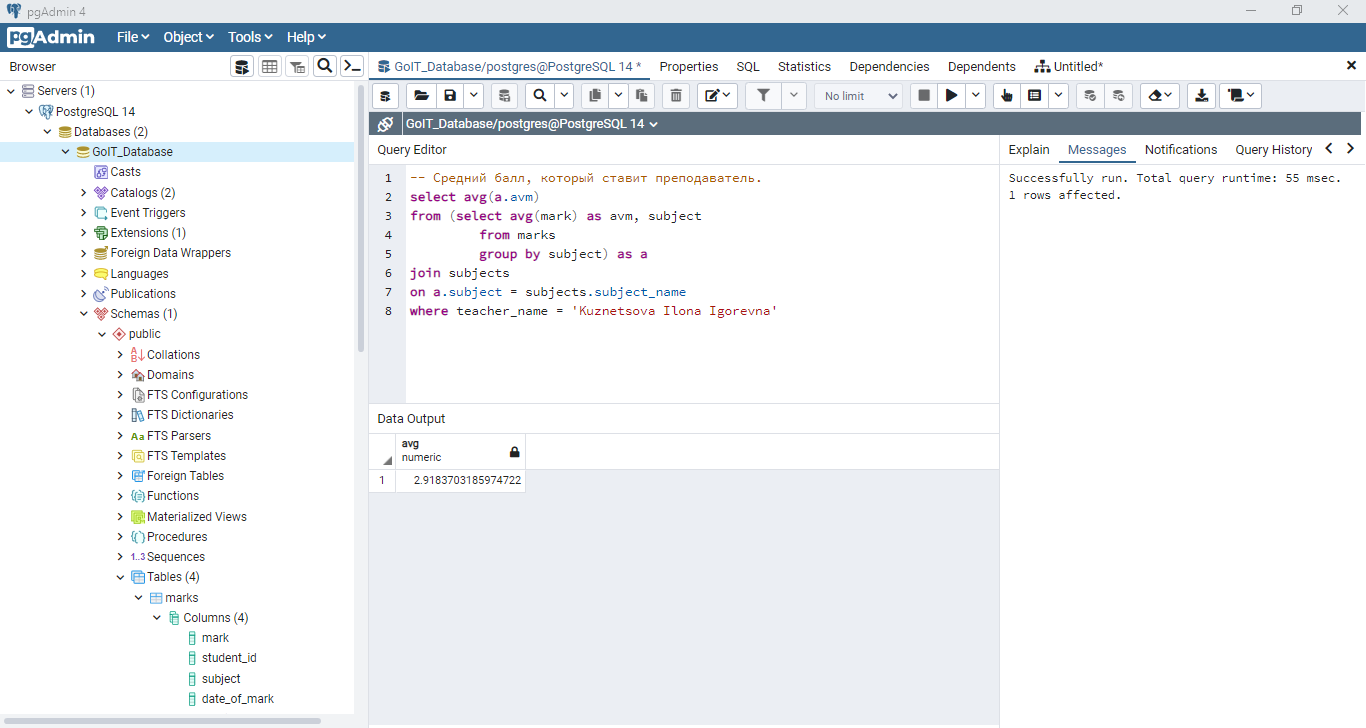 pgAdmin 4
pgAdmin
File Object Tools Help
Browser
Servers (1)
PostgreSQL 14
Databases (2)
GoIT_Database
Casts
Catalogs (2)
Event Triggers
Extensions (1)
Foreign Data Wrappers
Languages
Publications
Schemas (1)
public
Collations
Domains
FTS Configurations
FTS Dictionaries
Aa FTS Parsers
FTS Templates
Foreign Tables
Functions
Materialized Views
Procedures
1..3 Sequences
Tables (4)
marks
Columns (4)
mark
student_id
subject
date_of_mark
GoIT_Database/postgres@PostgreSQL 14 * Properties SQL Statistics Dependencies Dependents Untitled*
No limit
GoIT_Database/postgres@PostgreSQL 14
Query Editor
1 -- Средний балл, который ставит преподаватель.
2 select avg(a.avm)
3 from (select avg(mark) as avm, subject
4 from marks
5 group by subject) as a
6 join subjects
7 on a.subject = subjects.subject_name
8 where teacher_name = 'Kuznetsova Ilona Igorevna'
Data Output
avg
numeric
1 2.9183703185974722
Explain Messages Notifications Query History
Successfully run. Total query runtime: 55 msec.
1 rows affected.